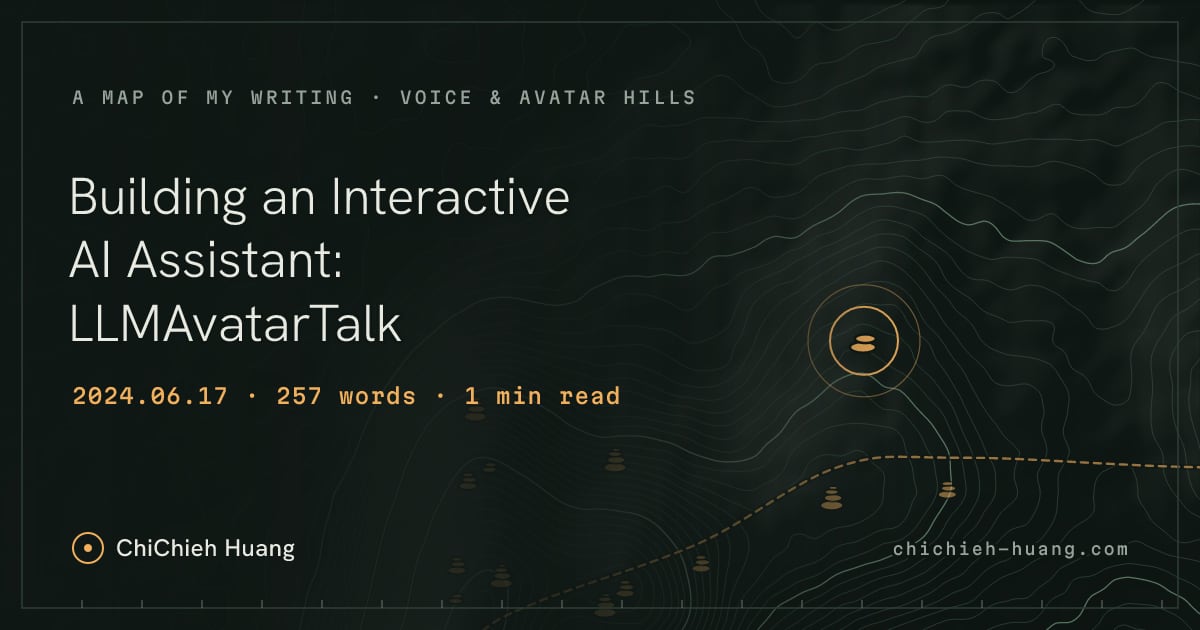 A MAP OF MY WRITING · VOICE & AVATAR HILLS
Building an Interactive
AI Assistant:
LLMAvatarTalk
2024.06.17 · 257 words · 1 min read
ChiChieh Huang
chichieh-huang.com